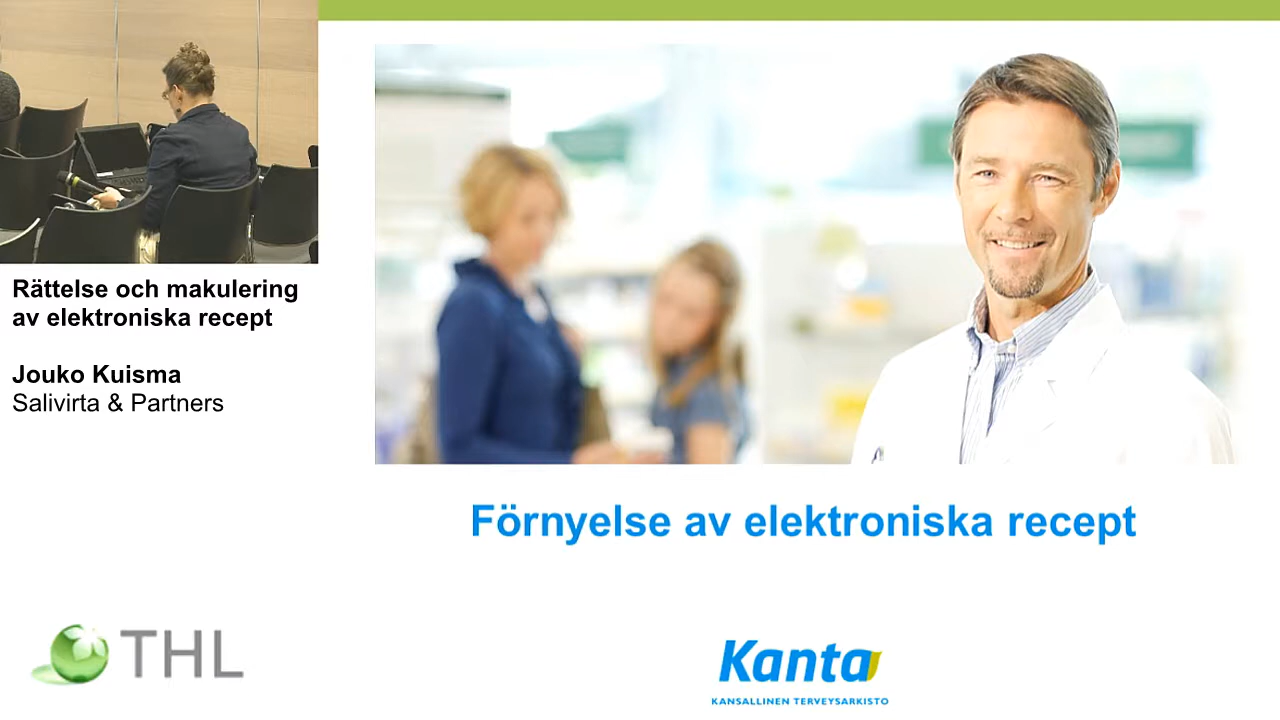 Rättelse och makulering
av elektroniska recept
Jouko Kuisma
Salivirta & Partners
Förnyelse av elektroniska recept
THL
Kanta
KANSALLINEN TERVEYSARKISTO